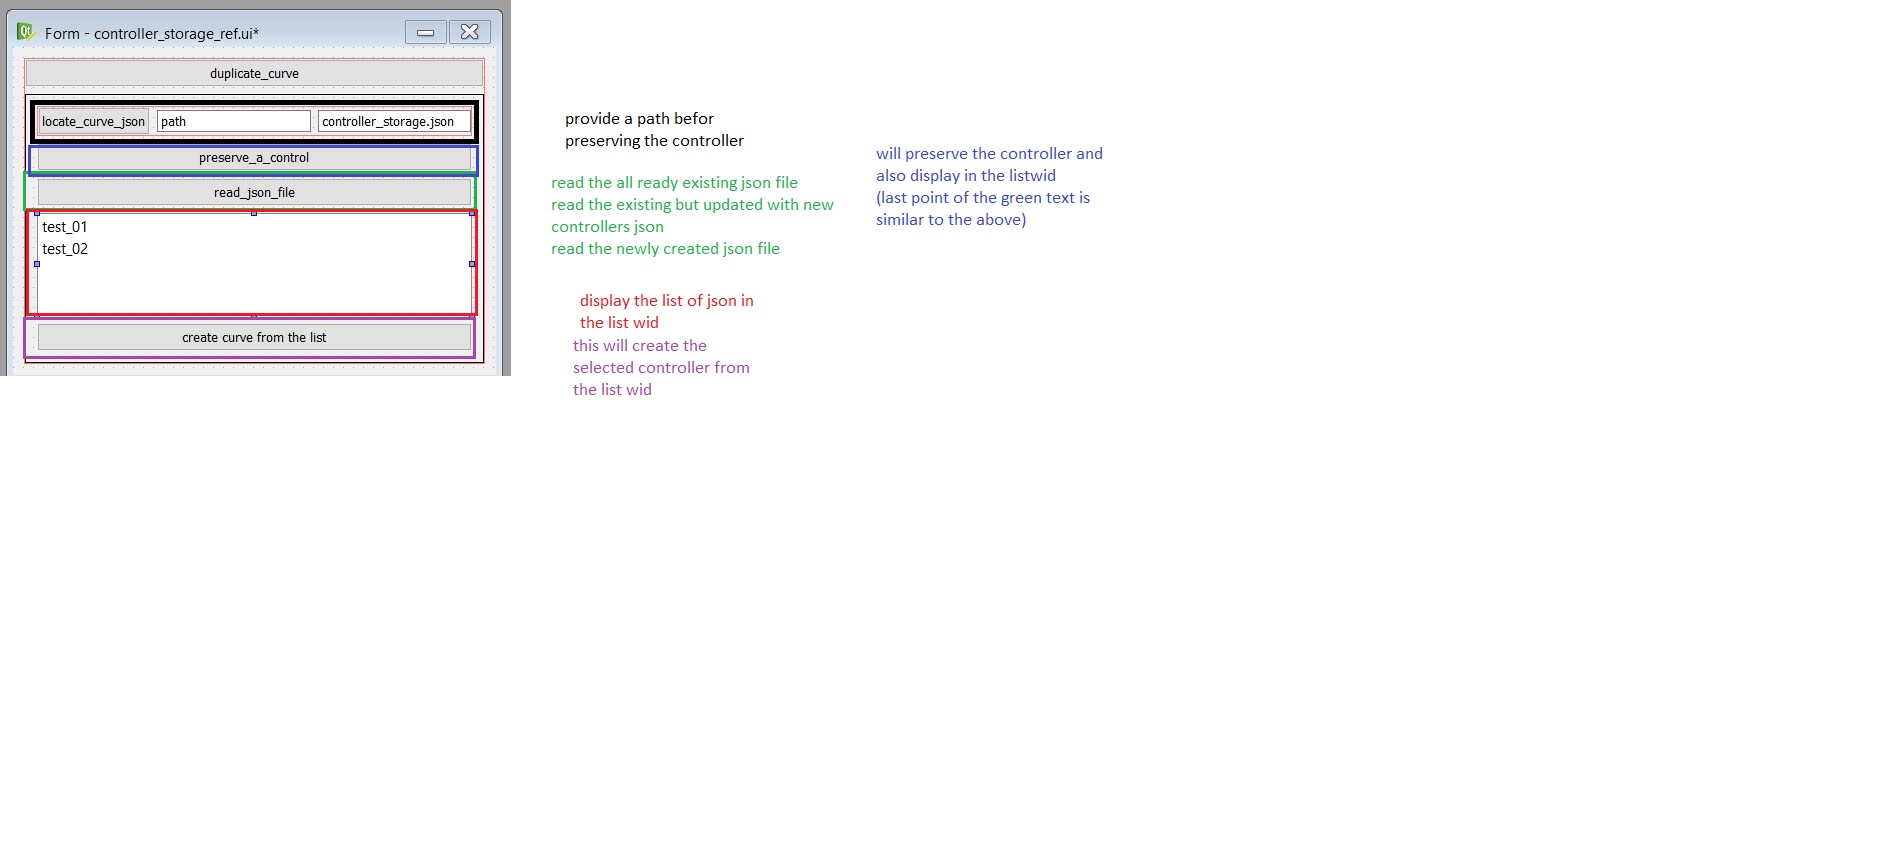 Form - controller_storage_ref.ui*
duplicate_curve
locate_curve_json path controller_storage.json
preserve_a_control
read_json_file
test_01
test_02
create curve from the list
provide a path befor
preserving the controller
read the all ready existing json file
read the existing but updated with new
controllers json
read the newly created json file
will preserve the controller and
also display in the listwid
(last point of the green text is
similar to the above)
display the list of json in
the list wid
this will create the
selected controller from
the list wid